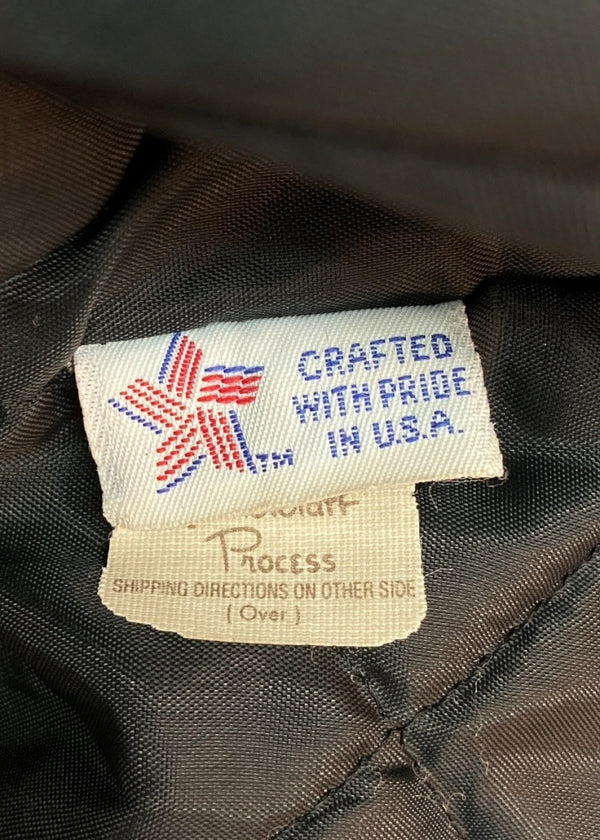 CRAFTED
WITH PRIDE
IN U.S.A.
TM
Process
SHIPPING DIRECTIONS ON OTHER SIDE
( Over )